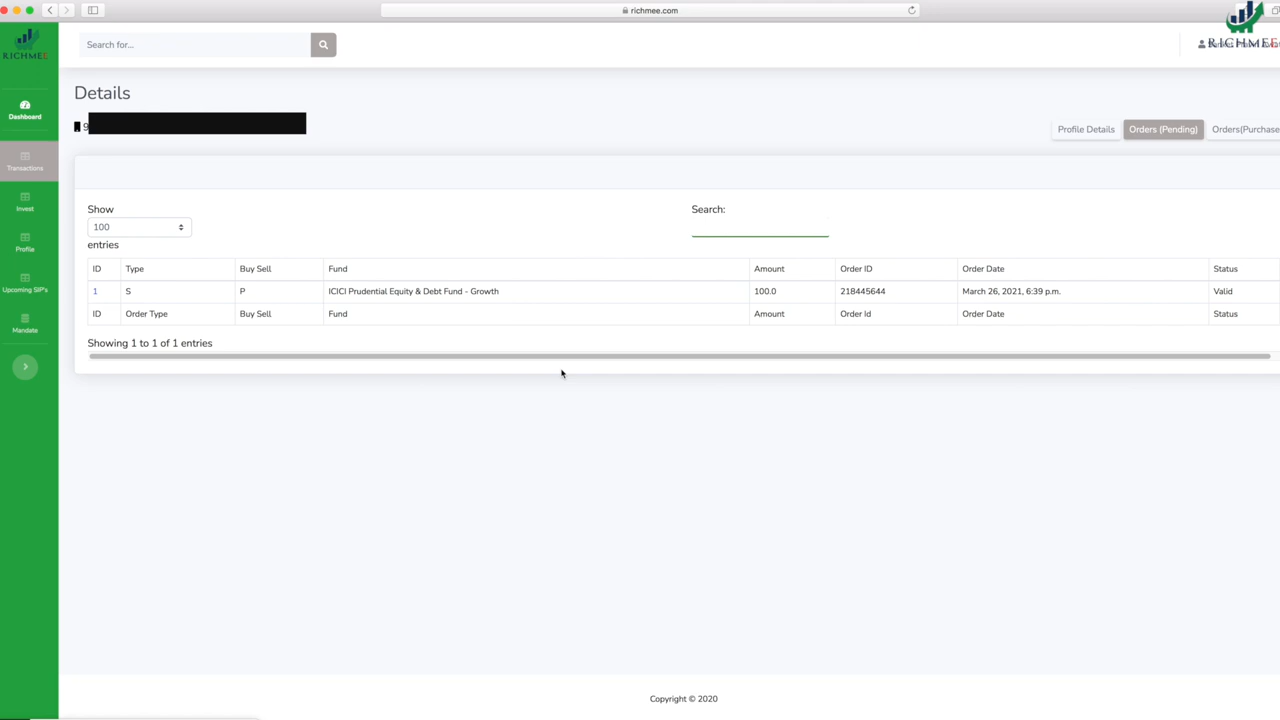 richmee.com
RICHMEE
Search for...
RICHMEE
Details
9
Profile Details
Orders (Pending)
Orders(Purchase
Dashboard
Transactions
Invest
Profile
Upcoming SIP's
Mandate
Show
100
entries
Search:
ID Type Buy Sell Fund Amount Order ID Order Date Status
1 S P ICICI Prudential Equity & Debt Fund - Growth 100.0 218445644 March 26, 2021, 6:39 p.m. Valid
ID Order Type Buy Sell Fund Amount Order Id Order Date Status
Showing 1 to 1 of 1 entries
Copyright © 2020